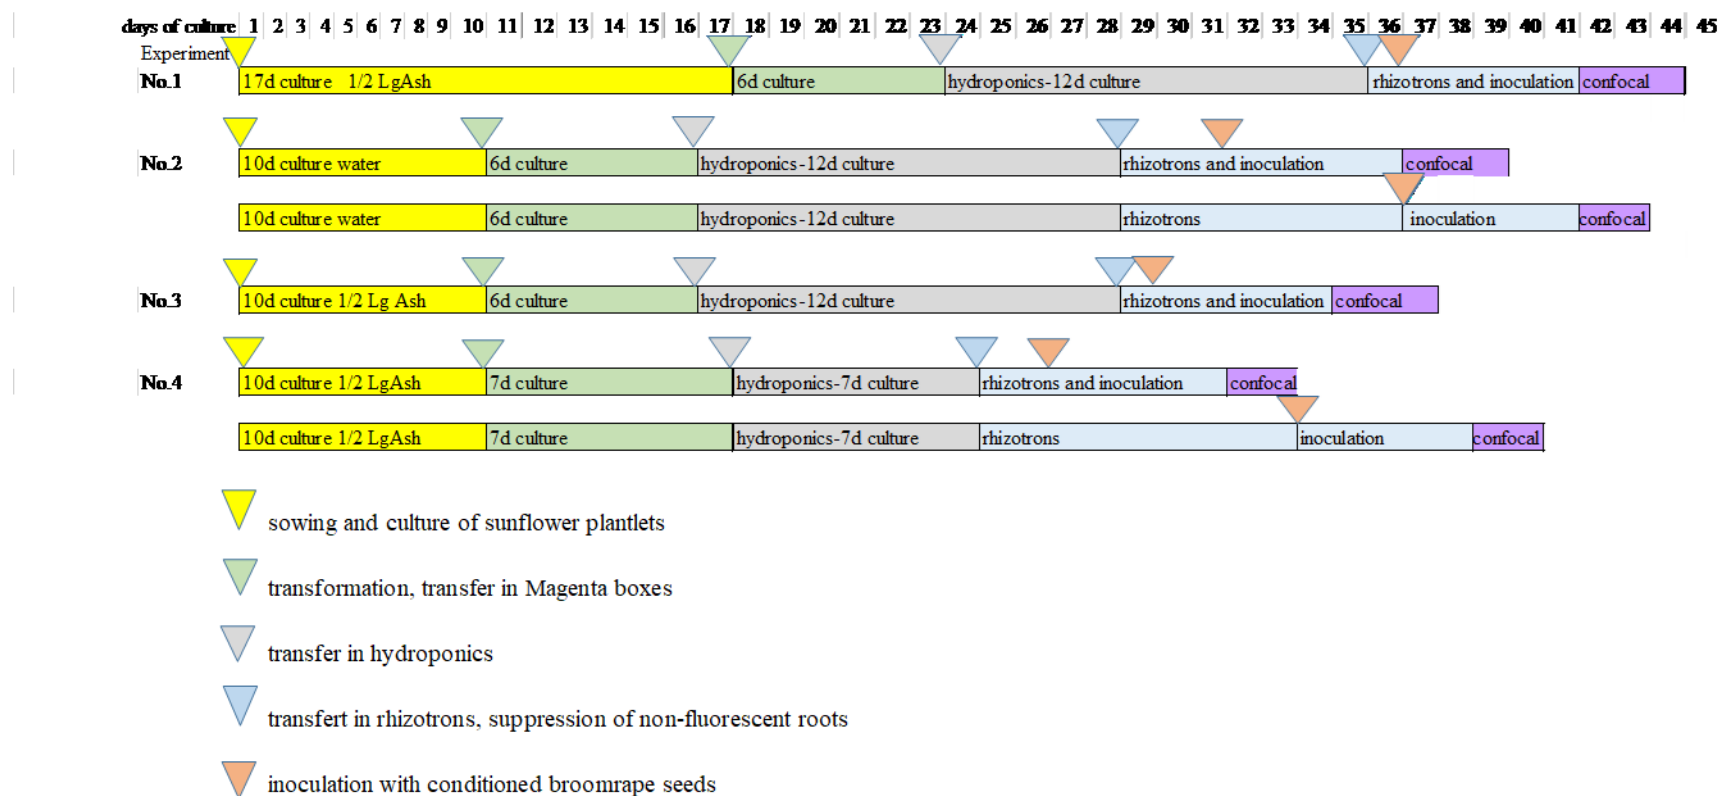 days of culture 1 2 3 4 5 6 7 8 9 10 11 12 13 14 15 16 17 18 19 20 21 22 23 24 25 26 27 28 29 30 31 32 33 34 35 36 37 38 39 40 41 42 43 44 45
Experiment
No.1 17d culture 1/2 LgAsh 6d culture hydroponics-12d culture rhizotrons and inoculation confocal
No.2 10d culture water 6d culture hydroponics-12d culture rhizotrons and inoculation confocal
10d culture water 6d culture hydroponics-12d culture rhizotrons inoculation confocal
No.3 10d culture 1/2 Lg Ash 6d culture hydroponics-12d culture rhizotrons and inoculation confocal
No.4 10d culture 1/2 LgAsh 7d culture hydroponics-7d culture rhizotrons and inoculation confocal
10d culture 1/2 LgAsh 7d culture hydroponics-7d culture rhizotrons inoculation confocal
sowing and culture of sunflower plantlets
transformation, transfer in Magenta boxes
transfer in hydroponics
transfert in rhizotrons, suppression of non-fluorescent roots
inoculation with conditioned broomrape seeds